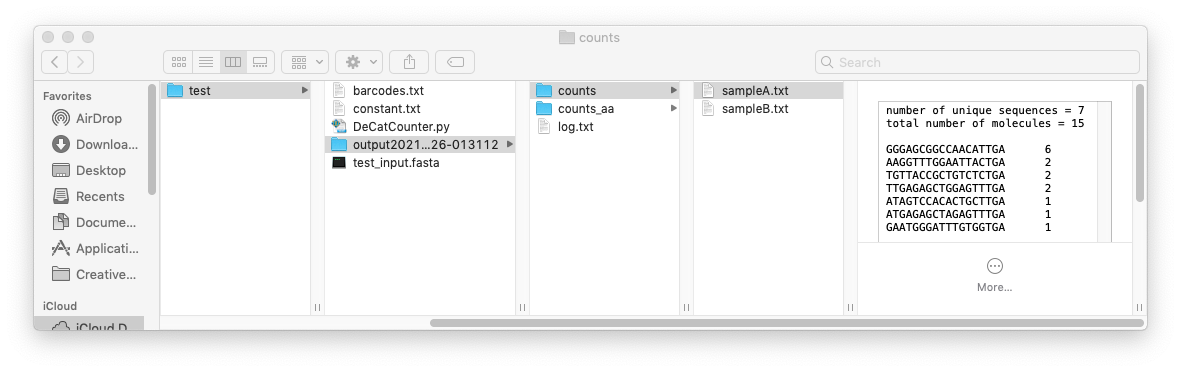 counts
Search
Favorites
AirDrop
Downloa...
Desktop
Recents
Docume...
Applicati...
Creative...
iCloud
iCloud D
test
barcodes.txt
constant.txt
DeCatCounter.py
output2021...26-013112
test_input.fasta
counts
counts_aa
log.txt
sampleA.txt
sampleB.txt
number of unique sequences = 7
total number of molecules = 15
GGGAGCGGCCAACATTGA 6
AAGGTTTGGAATTACTGA 2
TGTTACCGCTGTCTCTGA 2
TTGAGAGCTGGAGTTTGA 2
ATAGTCCACACTGCTTGA 1
ATGAGAGCTAGAGTTTGA 1
GAATGGGATTTGTGGTGA 1
More...